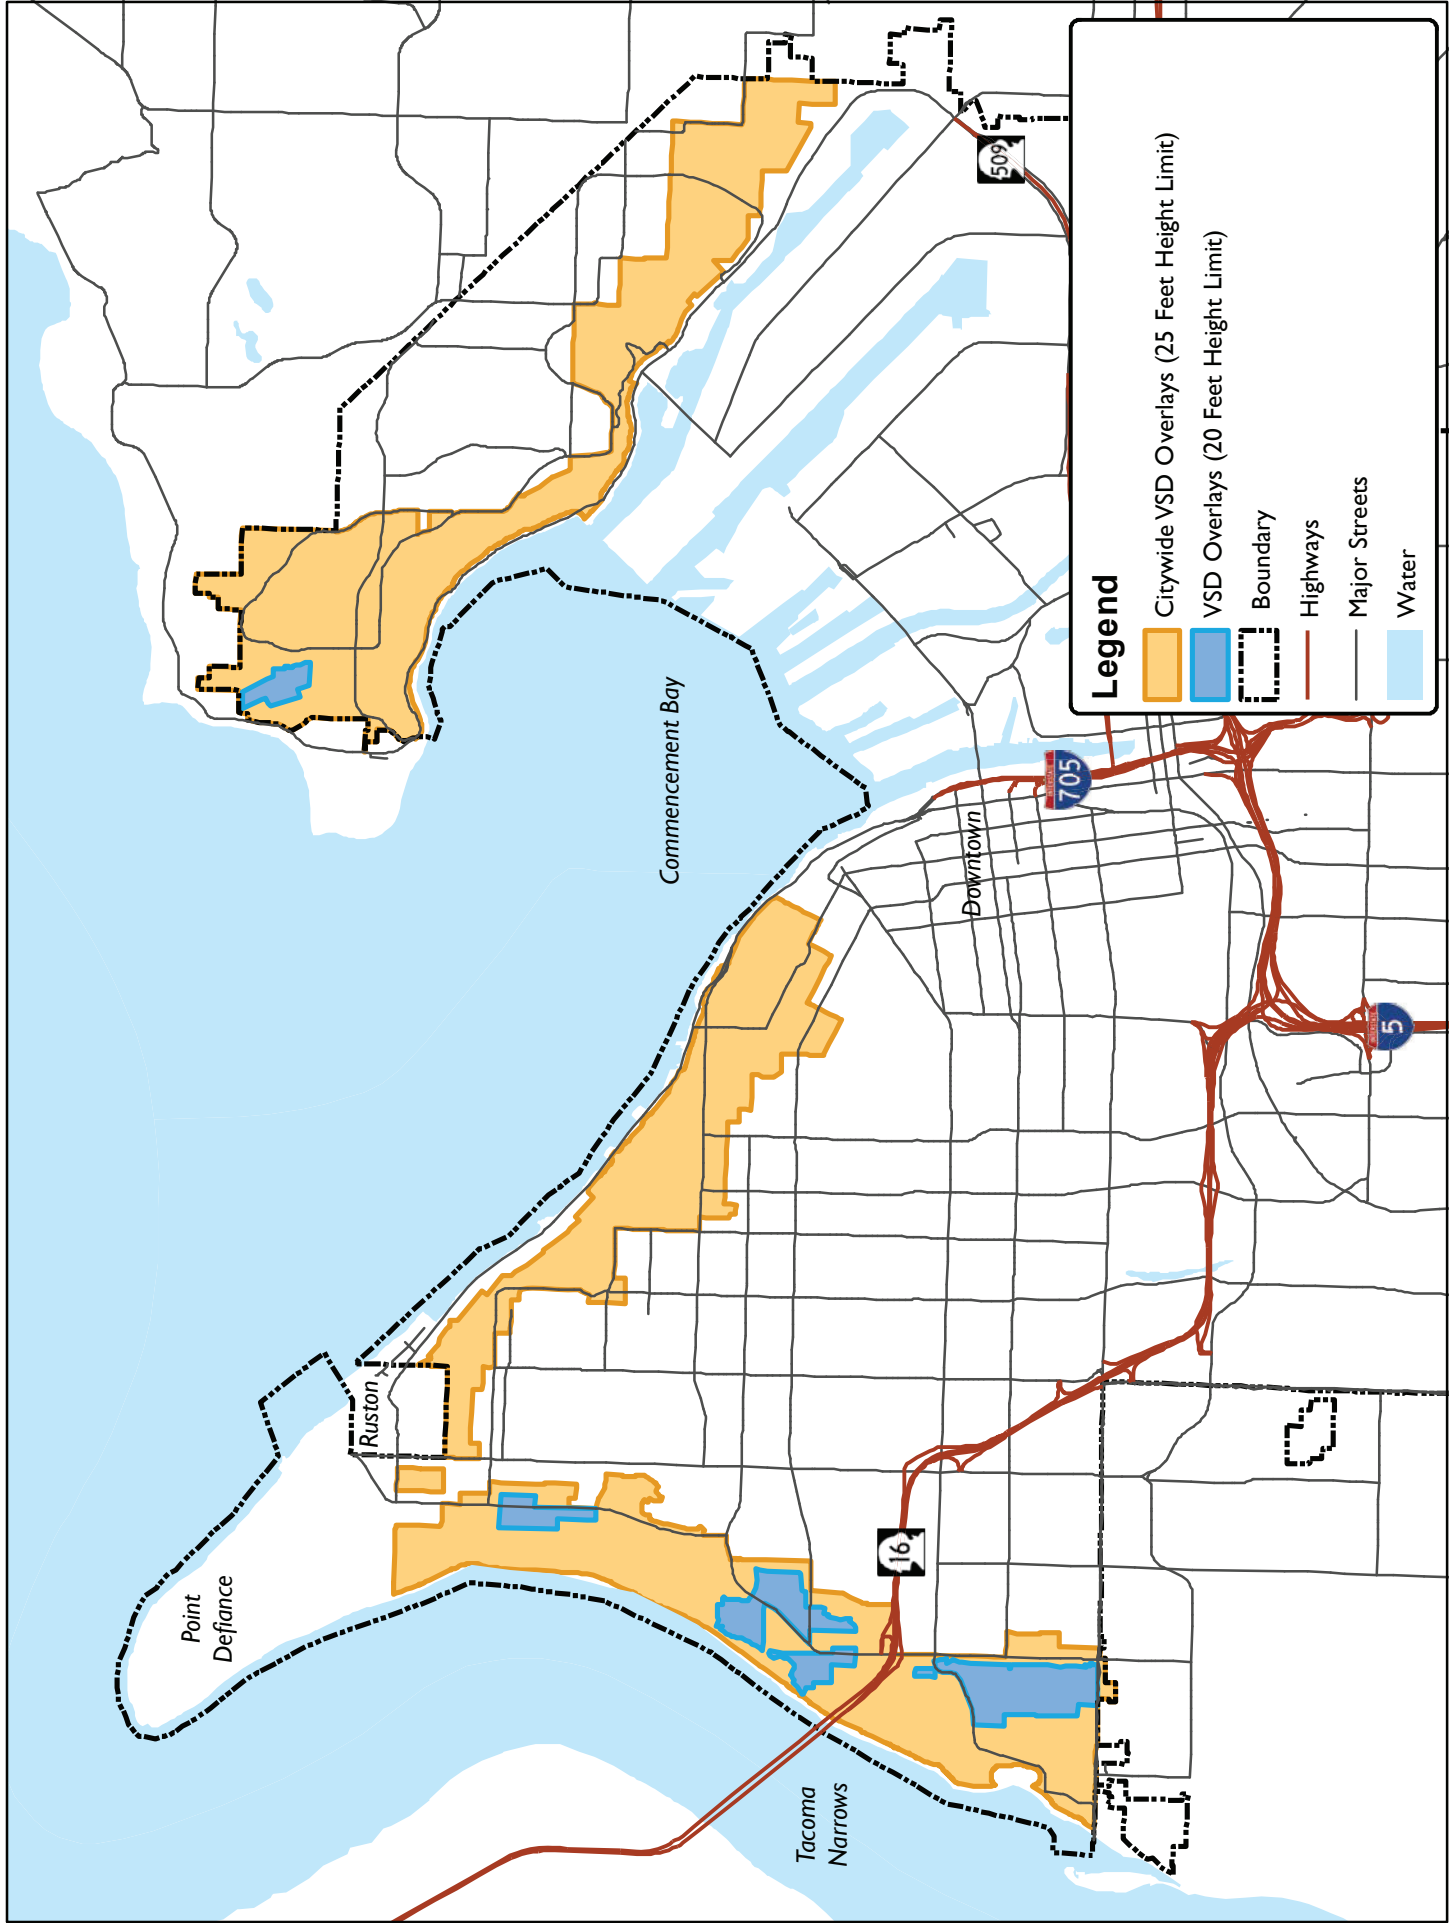 Point
Defiance
Ruston
Commencement Bay
Tacoma
Narrows
Downtown
16
705
5
509
Legend
Citywide VSD Overlays (25 Feet Height Limit)
VSD Overlays (20 Feet Height Limit)
Boundary
Highways
Major Streets
Water